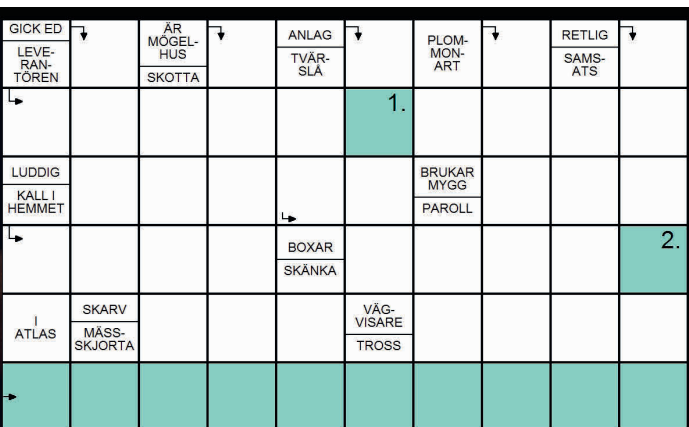 GICK ED
LEVE-
RAN-
TÖREN
ÄR
MÖGEL-
HUS
SKOTTA
ANLAG
TVÄR-
SLÅ
PLOM-
MON-
ART
RETLIG
SAMS-
ATS
1.
LUDDIG
KALL I
HEMMET
BRUKAR
MYGG
PAROLL
BOXAR
SKÄNKA
2.
I
ATLAS
SKARV
MÄSS-
SKJORTA
VÄG-
VISARE
TROSS